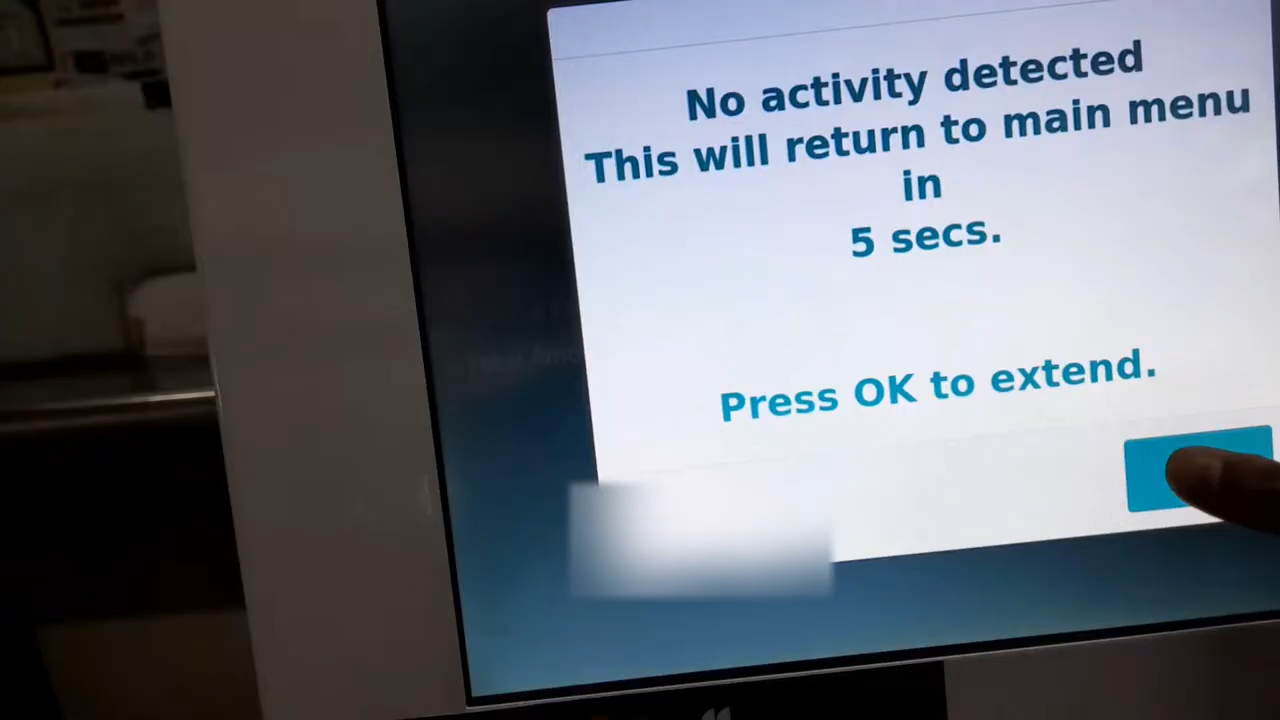 No activity detected
This will return to main menu
in
5 secs.
Press OK to extend.